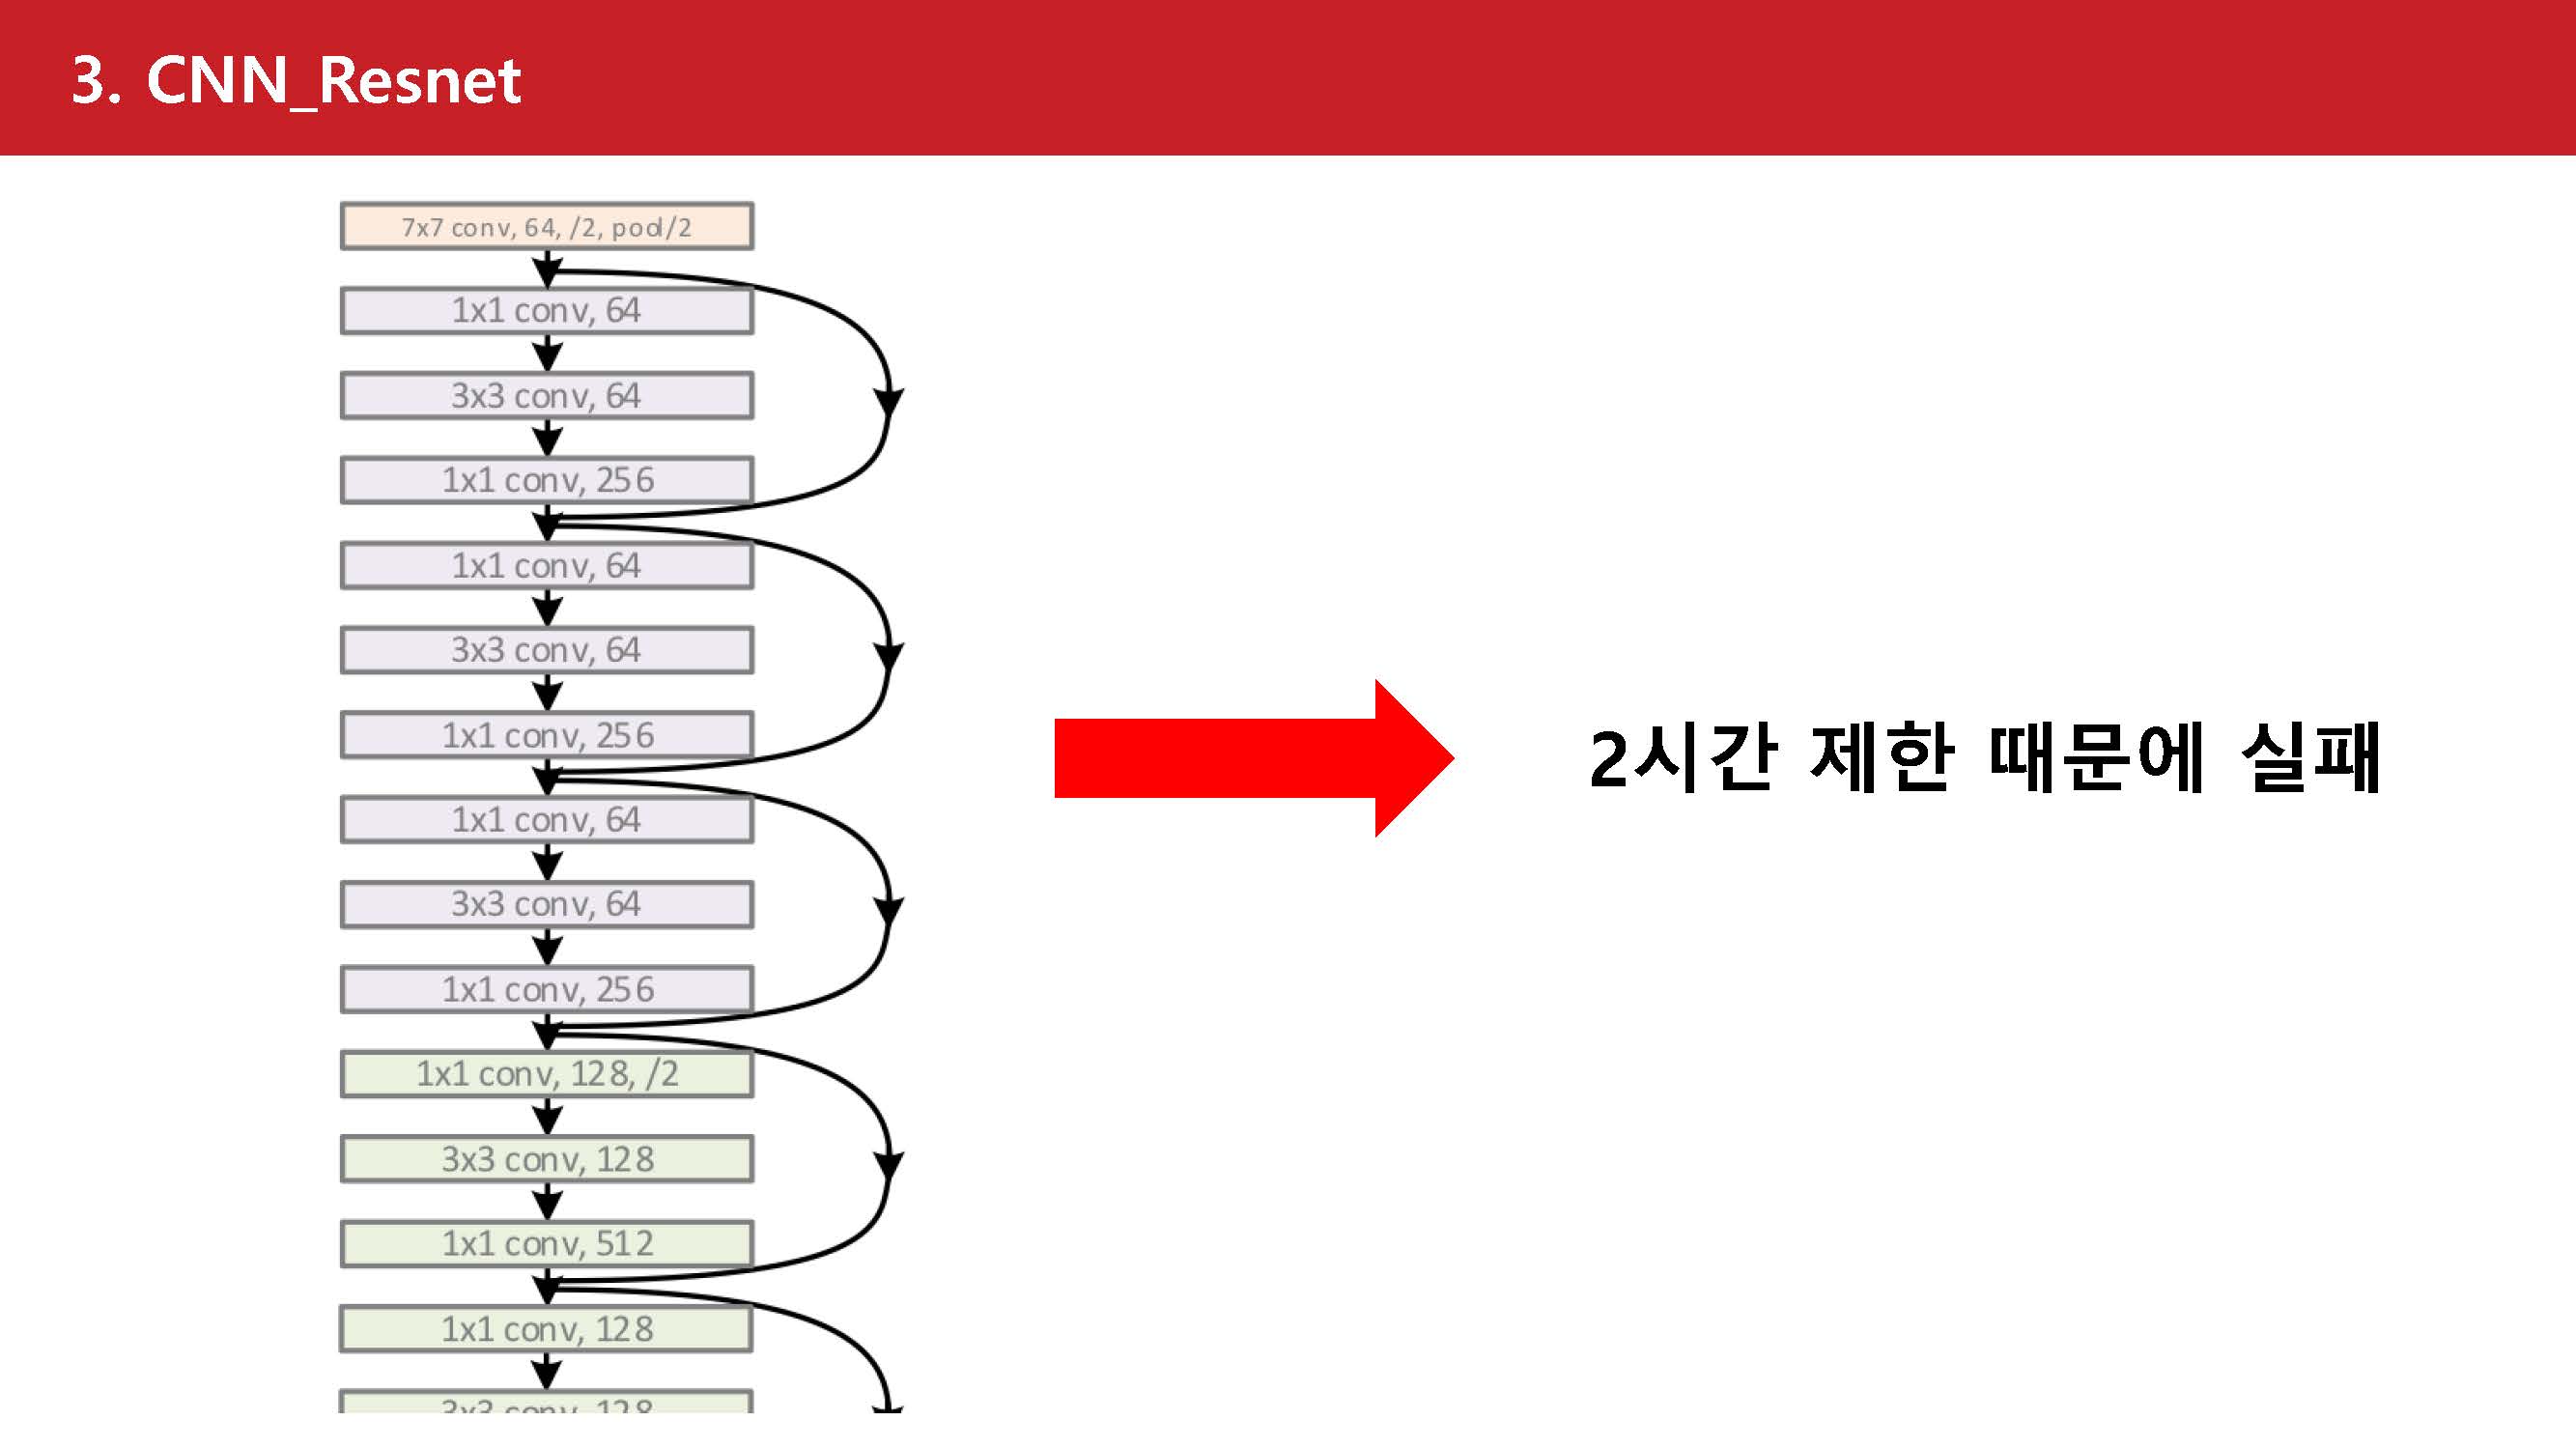 3. CNN_Resnet
7x7 conv, 64, /2, pool/2
1x1 conv, 64
3x3 conv, 64
1x1 conv, 256
1x1 conv, 64
3x3 conv, 64
1x1 conv, 256
1x1 conv, 64
3x3 conv, 64
1x1 conv, 256
1x1 conv, 128, /2
3x3 conv, 128
1x1 conv, 512
1x1 conv, 128
3x3 conv, 128
2시간 제한 때문에 실패